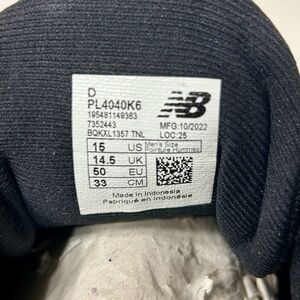 D
PL4040K6
195481149383
7352443
BQKXL1357 TNL
NB
MFG:10/2022
LOC:25
15 US Men's Size
Pointure Hommes
14.5 UK
50 EU
33 CM
Made in Indonesia
Fabriqué en Indonésie